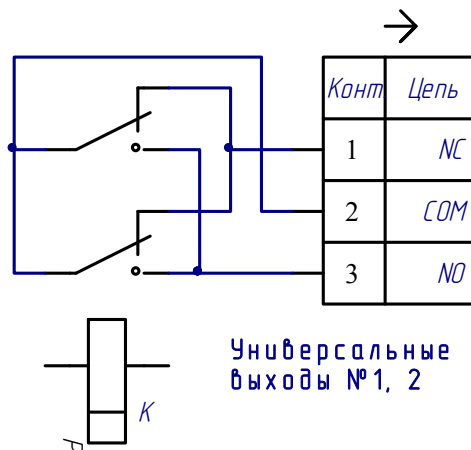 Конт Цепь
1 NC
2 COM
3 NO
Универсальные
выходы №1, 2
K
P